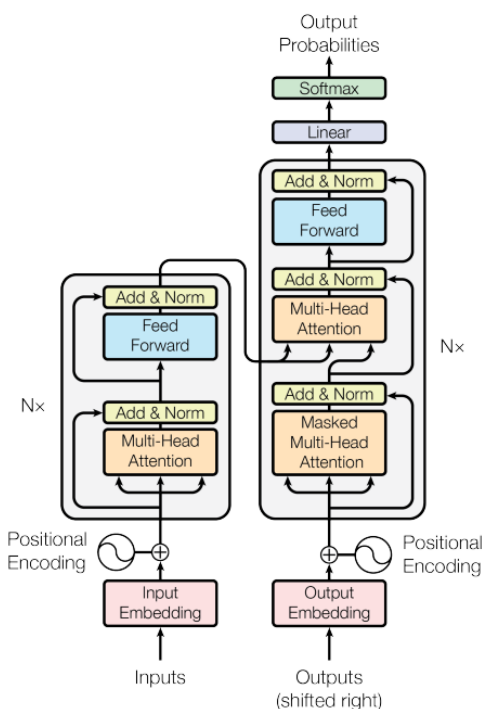 Output
Probabilities
Softmax
Linear
Add & Norm
Feed
Forward
Add & Norm
Multi-Head
Attention
Add & Norm
Masked
Multi-Head
Attention
N×
Add & Norm
Feed
Forward
Add & Norm
Multi-Head
Attention
N×
Positional
Encoding
Positional
Encoding
Input
Embedding
Output
Embedding
Inputs
Outputs
(shifted right)